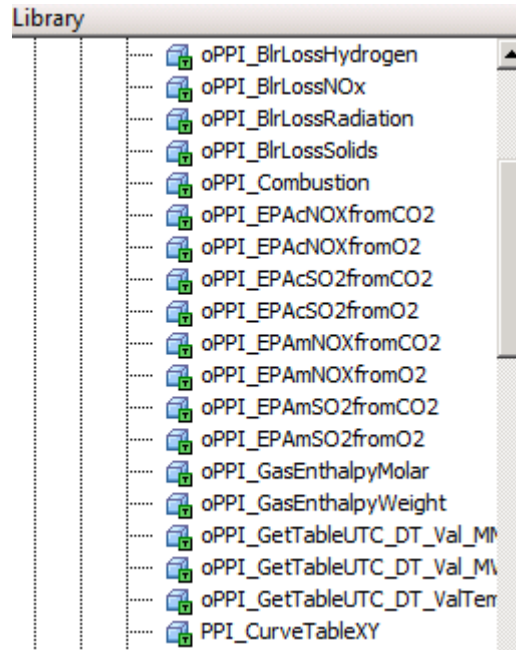 Library
oPPI_BlrLossHydrogen
oPPI_BlrLossNOx
oPPI_BlrLossRadiation
oPPI_BlrLossSolids
oPPI_Combustion
oPPI_EPAcNOXfromCO2
oPPI_EPAcNOXfromO2
oPPI_EPAcSO2fromCO2
oPPI_EPAcSO2fromO2
oPPI_EPAmNOXfromCO2
oPPI_EPAmNOXfromO2
oPPI_EPAmSO2fromCO2
oPPI_EPAmSO2fromO2
oPPI_GasEnthalpyMolar
oPPI_GasEnthalpyWeight
oPPI_GetTableUTC_DT_Val_M
oPPI_GetTableUTC_DT_Val_M
oPPI_GetTableUTC_DT_ValTem
PPI_CurveTableXY